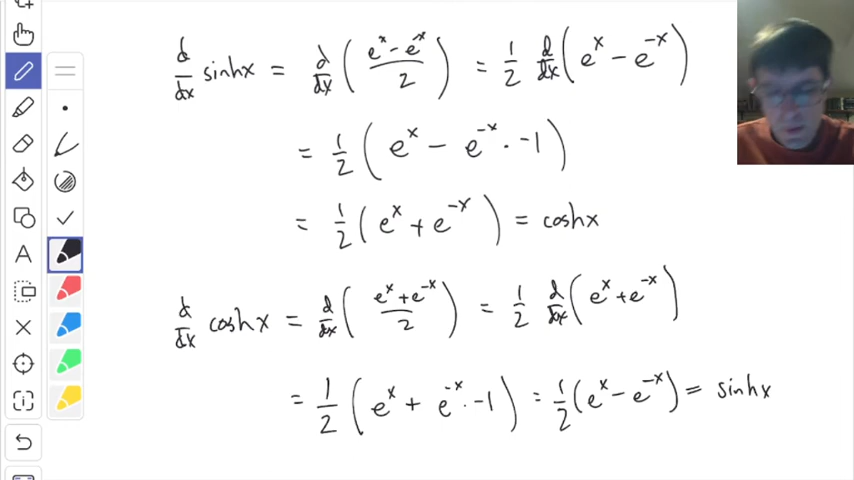 d/dx sinhx = d/dx ( (e^x − e^-x)/2 ) = 1/2 d/dx ( e^x − e^-x )
= 1/2 ( e^x − e^-x · -1 )
= 1/2 ( e^x + e^-x ) = coshx
d/dx coshx = d/dx ( (e^x + e^-x)/2 ) = 1/2 d/dx ( e^x + e^-x )
= 1/2 ( e^x + e^-x · -1 ) = 1/2 ( e^x − e^-x ) = sinhx